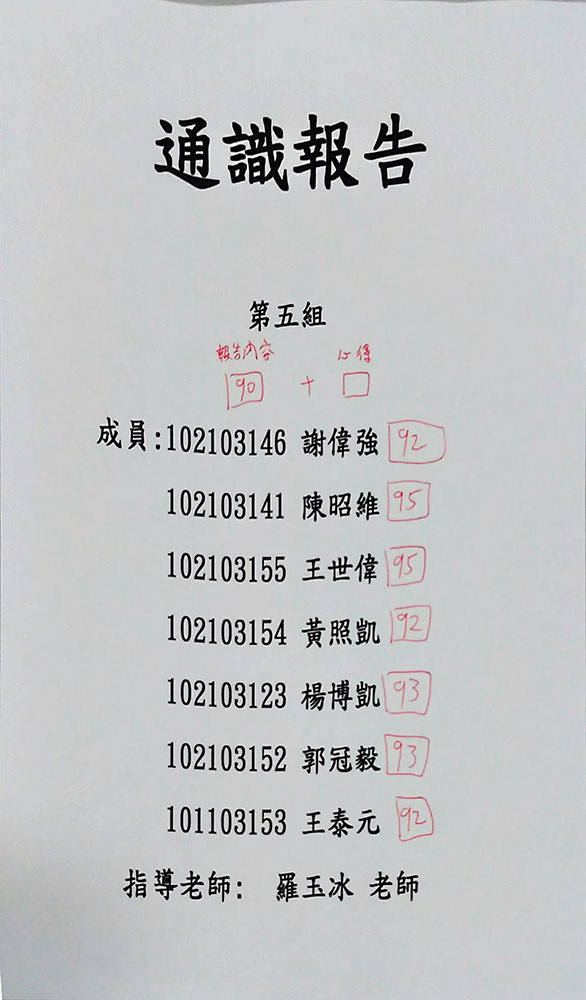 通識報告
第五組
報告內容 心得
90 + □
成員:102103146 謝偉強 92
102103141 陳昭維 95
102103155 王世偉 95
102103154 黃照凱 92
102103123 楊博凱 93
102103152 郭冠毅 93
101103153 王泰元 92
指導老師: 羅玉冰 老師